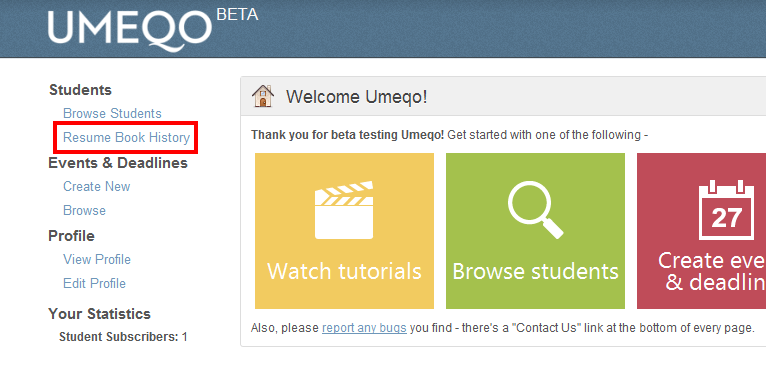 UMEQO BETA
Students
Browse Students
Resume Book History
Events & Deadlines
Create New
Browse
Profile
View Profile
Edit Profile
Your Statistics
Student Subscribers: 1
Welcome Umeqo!
Thank you for beta testing Umeqo! Get started with one of the following -
Watch tutorials
Browse students
27
Create eve
& deadlin
Also, please report any bugs you find - there's a "Contact Us" link at the bottom of every page.